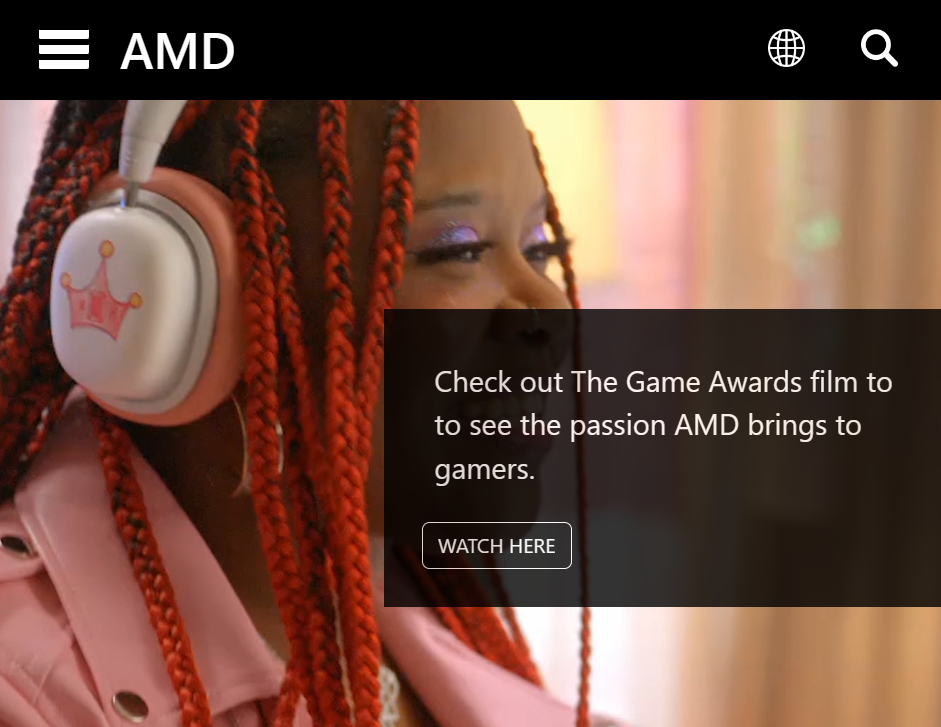 AMD
Check out The Game Awards film to
to see the passion AMD brings to
gamers.
WATCH HERE